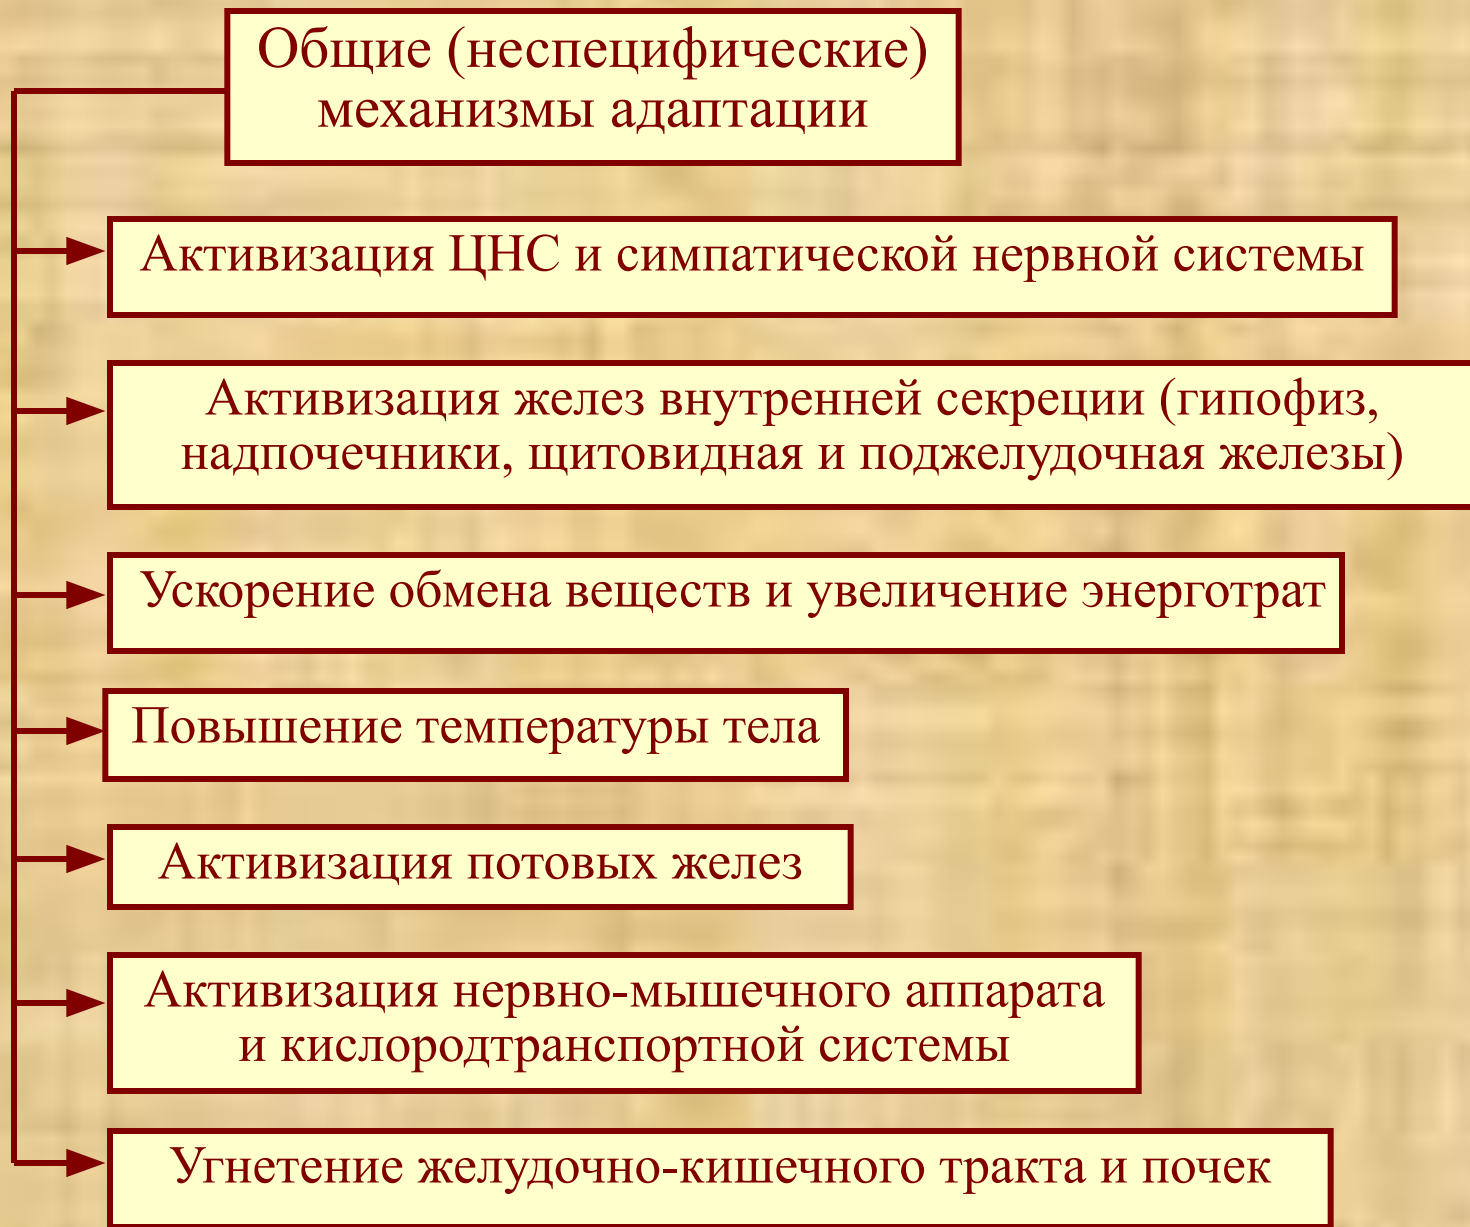 Общие (неспецифические)
механизмы адаптации
Активизация ЦНС и симпатической нервной системы
Активизация желез внутренней секреции (гипофиз,
надпочечники, щитовидная и поджелудочная железы)
Ускорение обмена веществ и увеличение энерготрат
Повышение температуры тела
Активизация потовых желез
Активизация нервно-мышечного аппарата
и кислородтранспортной системы
Угнетение желудочно-кишечного тракта и почек